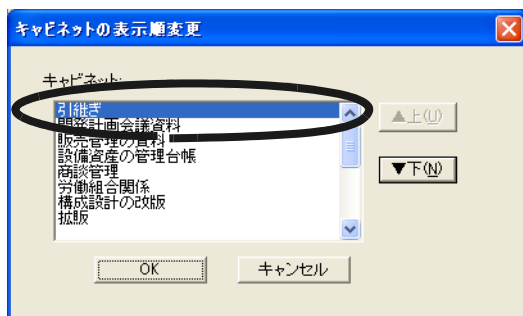 キャビネットの表示順変更
キャビネット:
引継ぎ
開発計画会議資料
販売管理の資料
設備資産の管理台帳
商談管理
労働組合関係
構成設計の改版
拡販
▲上(U)
▼下(N)
OK
キャンセル